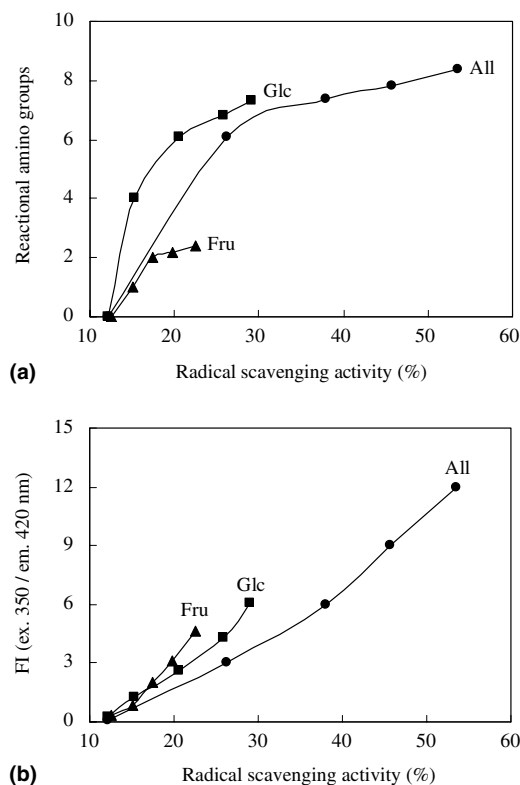 10
8
6
4
2
0
Reactional amino groups
All
Glc
Fru
10 20 30 40 50 60
(a) Radical scavenging activity (%)
15
12
9
6
3
0
FI (ex. 350 / em. 420 nm)
All
Glc
Fru
10 20 30 40 50 60
(b) Radical scavenging activity (%)